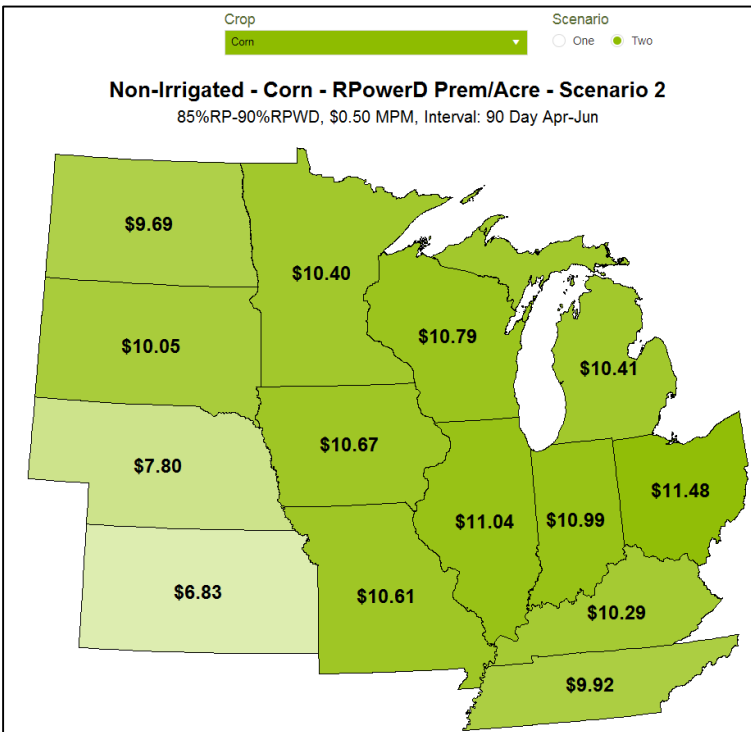 Crop
Scenario
Corn
One
Two
Non-Irrigated - Corn - RPowerD Prem/Acre - Scenario 2
85%RP-90%RPWD, $0.50 MPM, Interval: 90 Day Apr-Jun
$9.69
$10.40
$10.79
$10.05
$10.41
$10.67
$7.80
$11.48
$11.04
$10.99
$6.83
$10.61
$10.29
$9.92